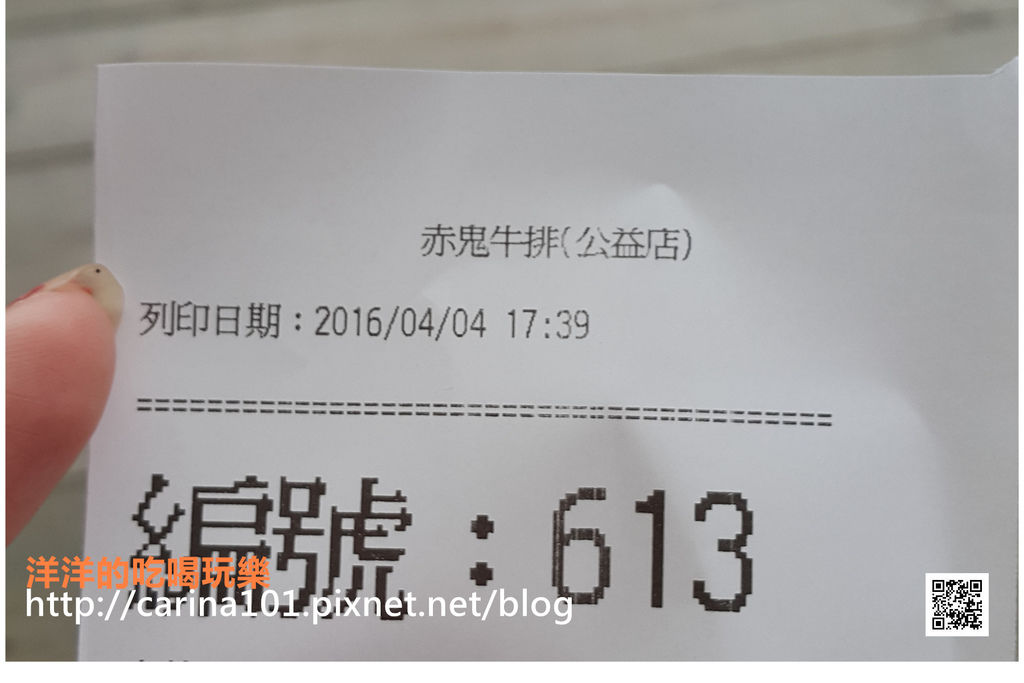 赤鬼牛排(公益店)
列印日期：2016/04/04 17:39
========================================
編號：613
洋洋的吃喝玩樂
http://carina101.pixnet.net/blog